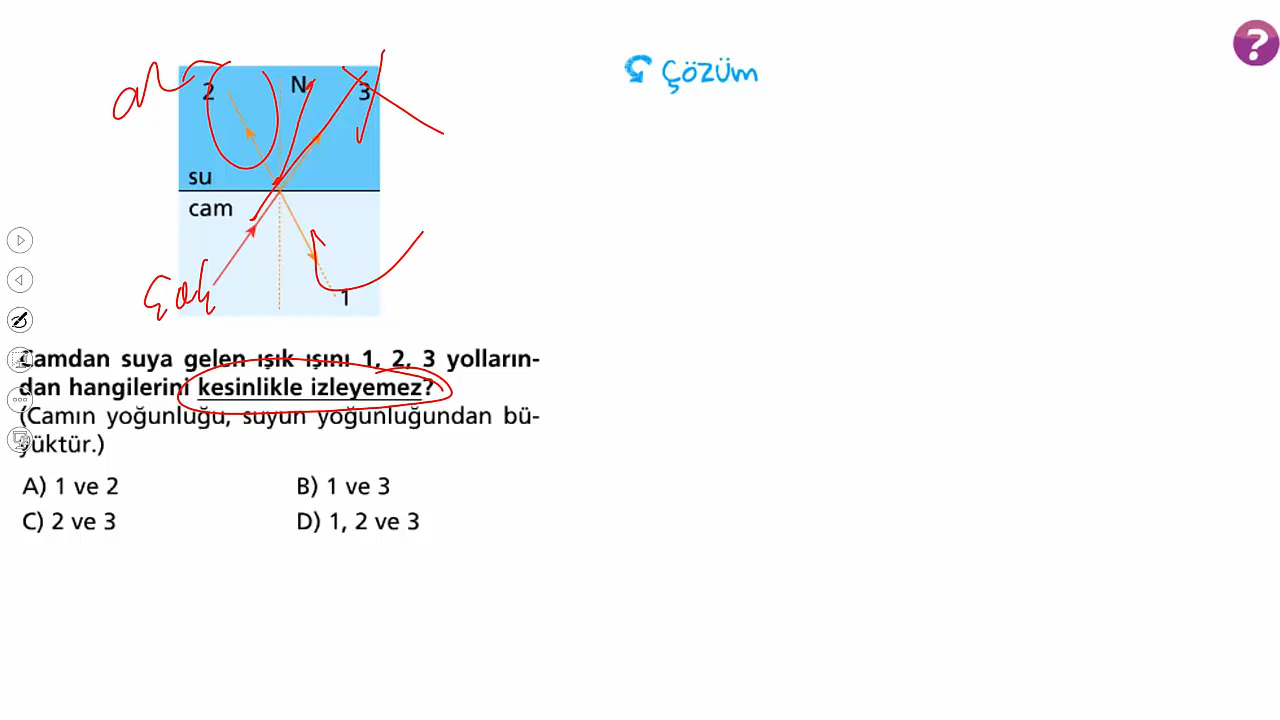 ? 
Çözüm
az
2 N 3
su
cam
çok
1
Camdan suya gelen ışık ışını 1, 2, 3 yolların-
dan hangilerini kesinlikle izleyemez?
(Camın yoğunluğu, suyun yoğunluğundan bü-
yüktür.)
A) 1 ve 2 B) 1 ve 3
C) 2 ve 3 D) 1, 2 ve 3